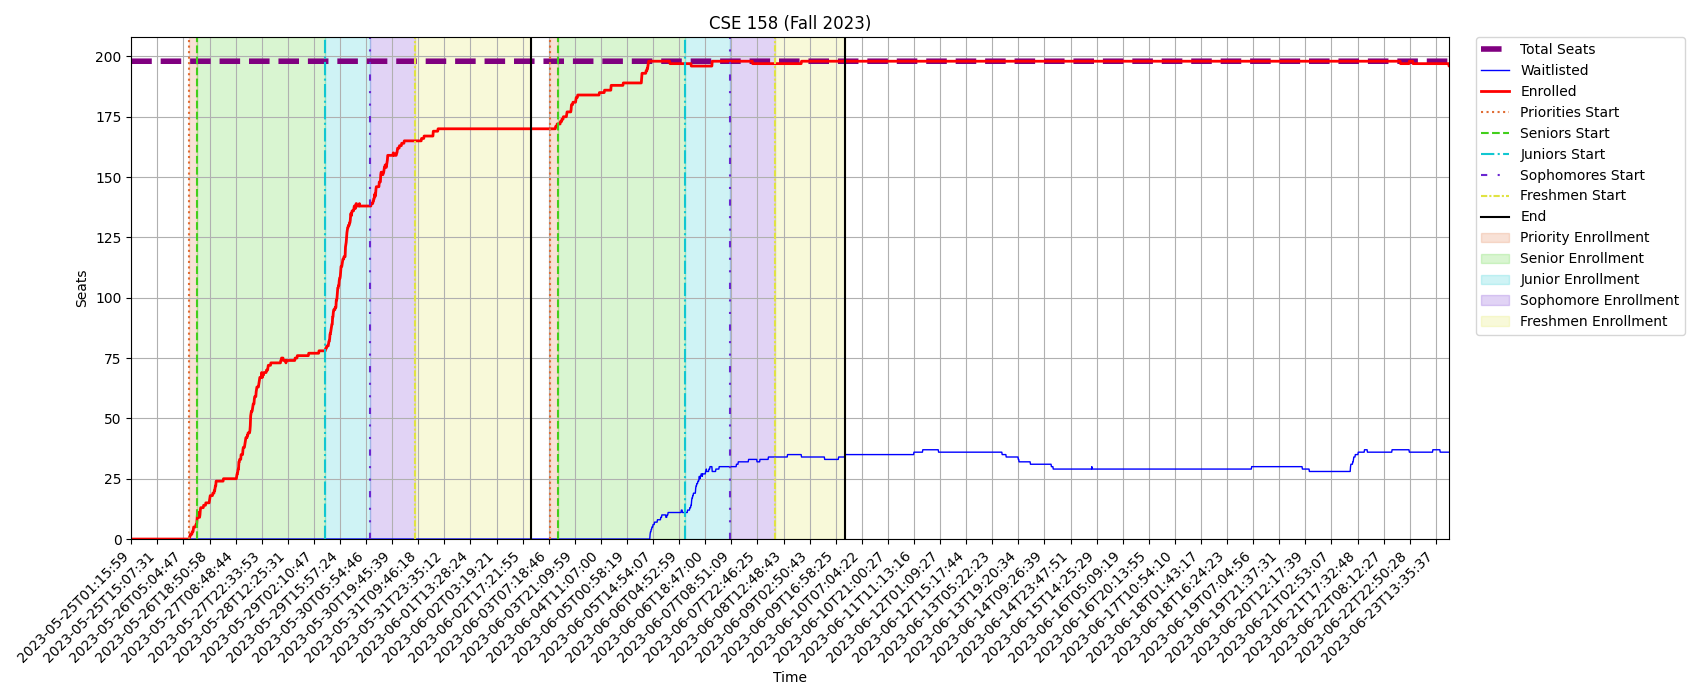 CSE 158 (Fall 2023)
Seats
200
175
150
125
100
75
50
25
0
Total Seats
Waitlisted
Enrolled
Priorities Start
Seniors Start
Juniors Start
Sophomores Start
Freshmen Start
End
Priority Enrollment
Senior Enrollment
Junior Enrollment
Sophomore Enrollment
Freshmen Enrollment
2023-05-25T01:15:59
2023-05-25T15:07:31
2023-05-26T05:04:47
2023-05-26T18:50:58
2023-05-27T08:48:44
2023-05-27T22:33:53
2023-05-28T12:25:31
2023-05-29T02:10:47
2023-05-29T15:57:24
2023-05-30T05:54:46
2023-05-30T19:45:39
2023-05-31T09:46:18
2023-05-31T23:35:12
2023-06-01T13:28:24
2023-06-02T03:19:21
2023-06-02T17:21:55
2023-06-03T07:18:46
2023-06-03T21:09:59
2023-06-04T11:07:00
2023-06-05T00:58:19
2023-06-05T14:54:07
2023-06-06T04:52:59
2023-06-06T18:47:00
2023-06-07T08:51:09
2023-06-07T22:46:25
2023-06-08T12:48:43
2023-06-09T02:50:43
2023-06-09T16:58:25
2023-06-10T07:04:22
2023-06-10T21:00:27
2023-06-11T11:13:16
2023-06-12T01:09:27
2023-06-12T15:17:44
2023-06-13T05:22:23
2023-06-13T19:20:34
2023-06-14T09:26:39
2023-06-14T23:47:51
2023-06-15T14:25:29
2023-06-16T05:09:19
2023-06-16T20:13:55
2023-06-17T10:54:10
2023-06-18T01:43:17
2023-06-18T16:24:23
2023-06-19T07:04:56
2023-06-19T21:37:31
2023-06-20T12:17:39
2023-06-21T02:53:07
2023-06-21T17:32:48
2023-06-22T08:12:27
2023-06-22T22:50:28
2023-06-23T13:35:37
Time